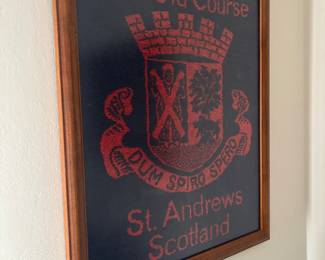 Old Course
DUM SPIRO SPERO
St. Andrews
Scotland